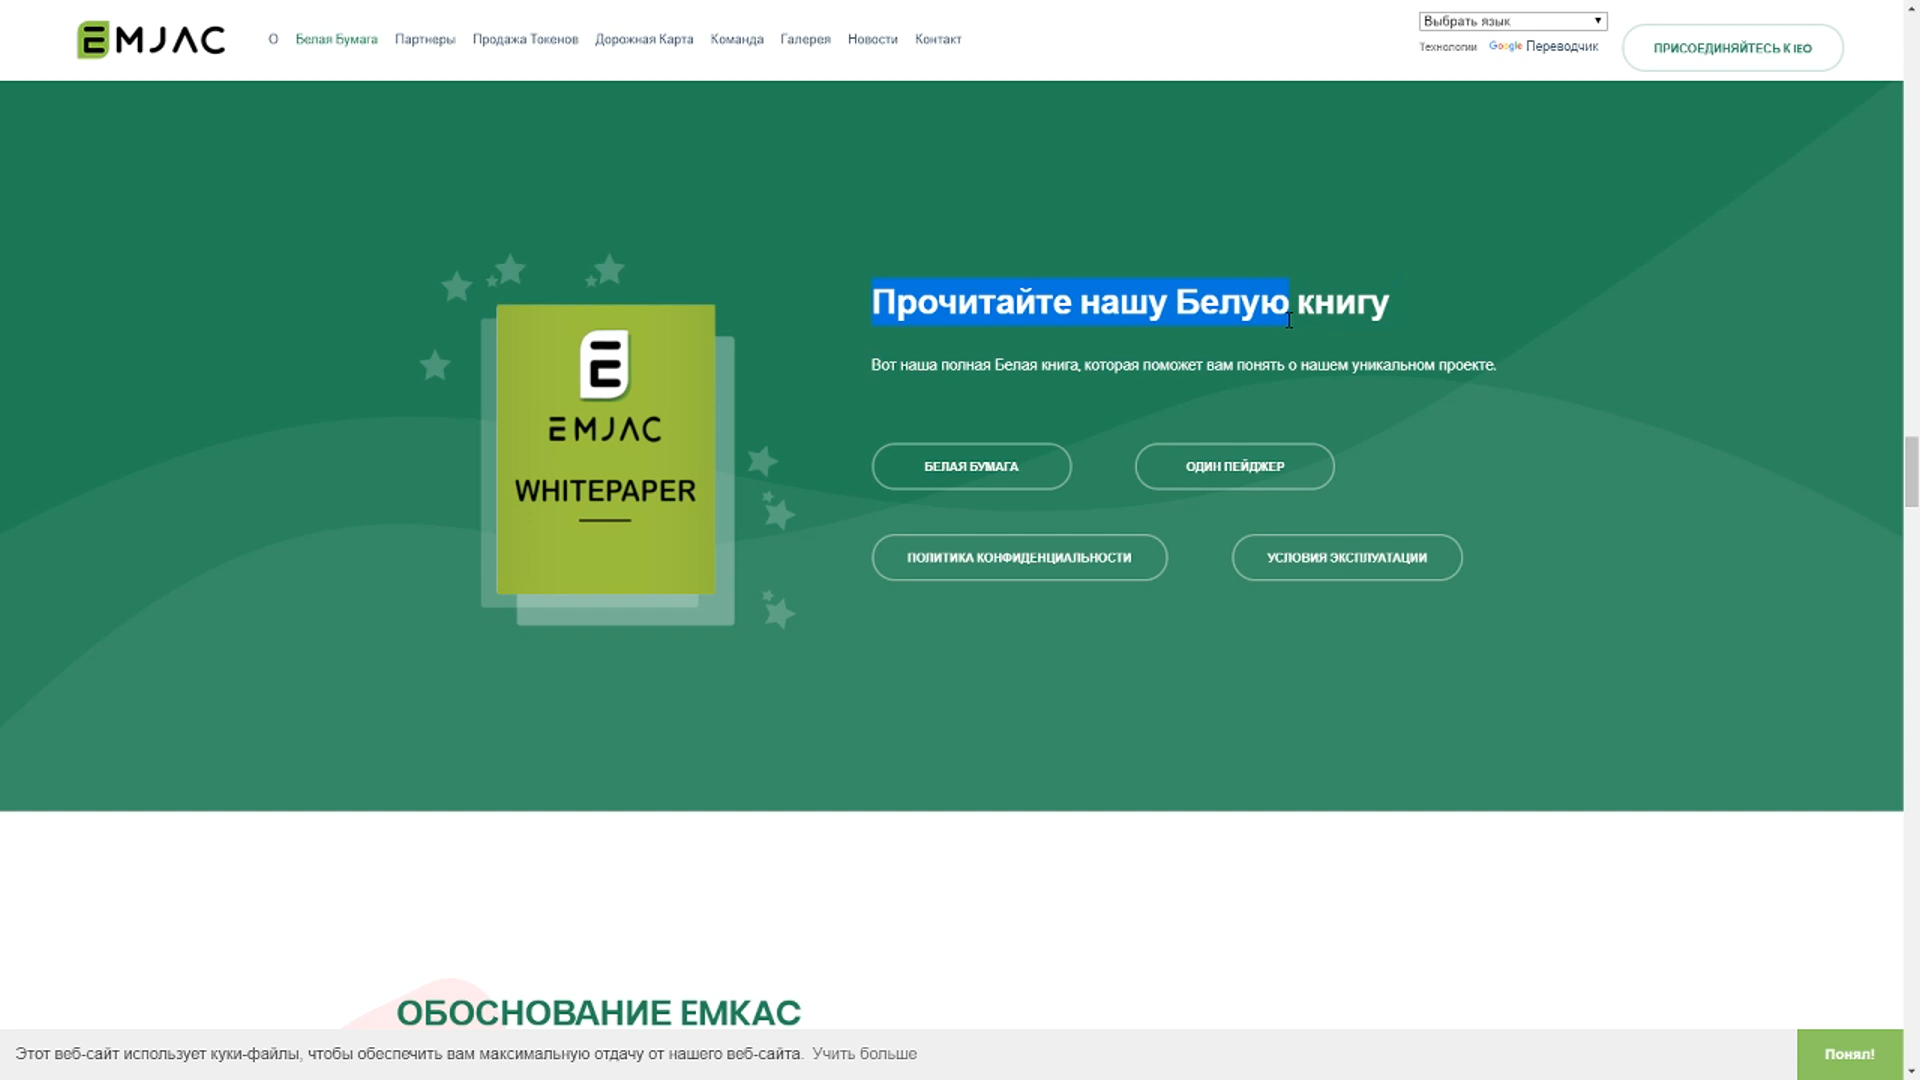 EMJAC
О Белая Бумага Партнеры Продажа Токенов Дорожная Карта Команда Галерея Новости Контакт
Выбрать язык
Технологии Google Переводчик
ПРИСОЕДИНЯЙТЕСЬ К IEO
Прочитайте нашу Белую книгу
Вот наша полная Белая книга, которая поможет вам понять о нашем уникальном проекте.
EMJAC
WHITEPAPER
БЕЛАЯ БУМАГА
ОДИН ПЕЙДЖЕР
ПОЛИТИКА КОНФИДЕНЦИАЛЬНОСТИ
УСЛОВИЯ ЭКСПЛУАТАЦИИ
ОБОСНОВАНИЕ ЕМКАС
Этот веб-сайт использует куки-файлы, чтобы обеспечить вам максимальную отдачу от нашего веб-сайта. Учить больше
Понял!